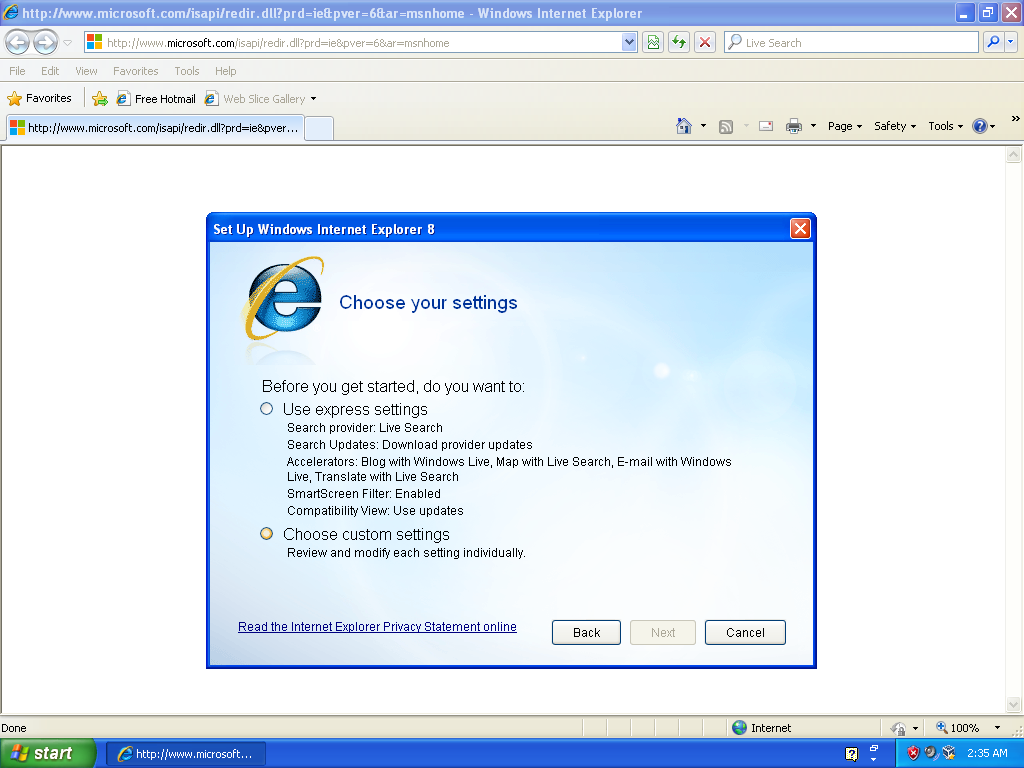 http://www.microsoft.com/isapi/redir.dll?prd=ie&pver=6&ar=msnhome - Windows Internet Explorer
http://www.microsoft.com/isapi/redir.dll?prd=ie&pver=6&ar=msnhome
Live Search
File Edit View Favorites Tools Help
Favorites Free Hotmail Web Slice Gallery
http://www.microsoft.com/isapi/redir.dll?prd=ie&pver...
Page Safety Tools »
Set Up Windows Internet Explorer 8
Choose your settings
Before you get started, do you want to:
Use express settings
Search provider: Live Search
Search Updates: Download provider updates
Accelerators: Blog with Windows Live, Map with Live Search, E-mail with Windows
Live, Translate with Live Search
SmartScreen Filter: Enabled
Compatibility View: Use updates
Choose custom settings
Review and modify each setting individually.
Read the Internet Explorer Privacy Statement online
Back Next Cancel
Done Internet 100%
start http://www.microsoft... 2:35 AM